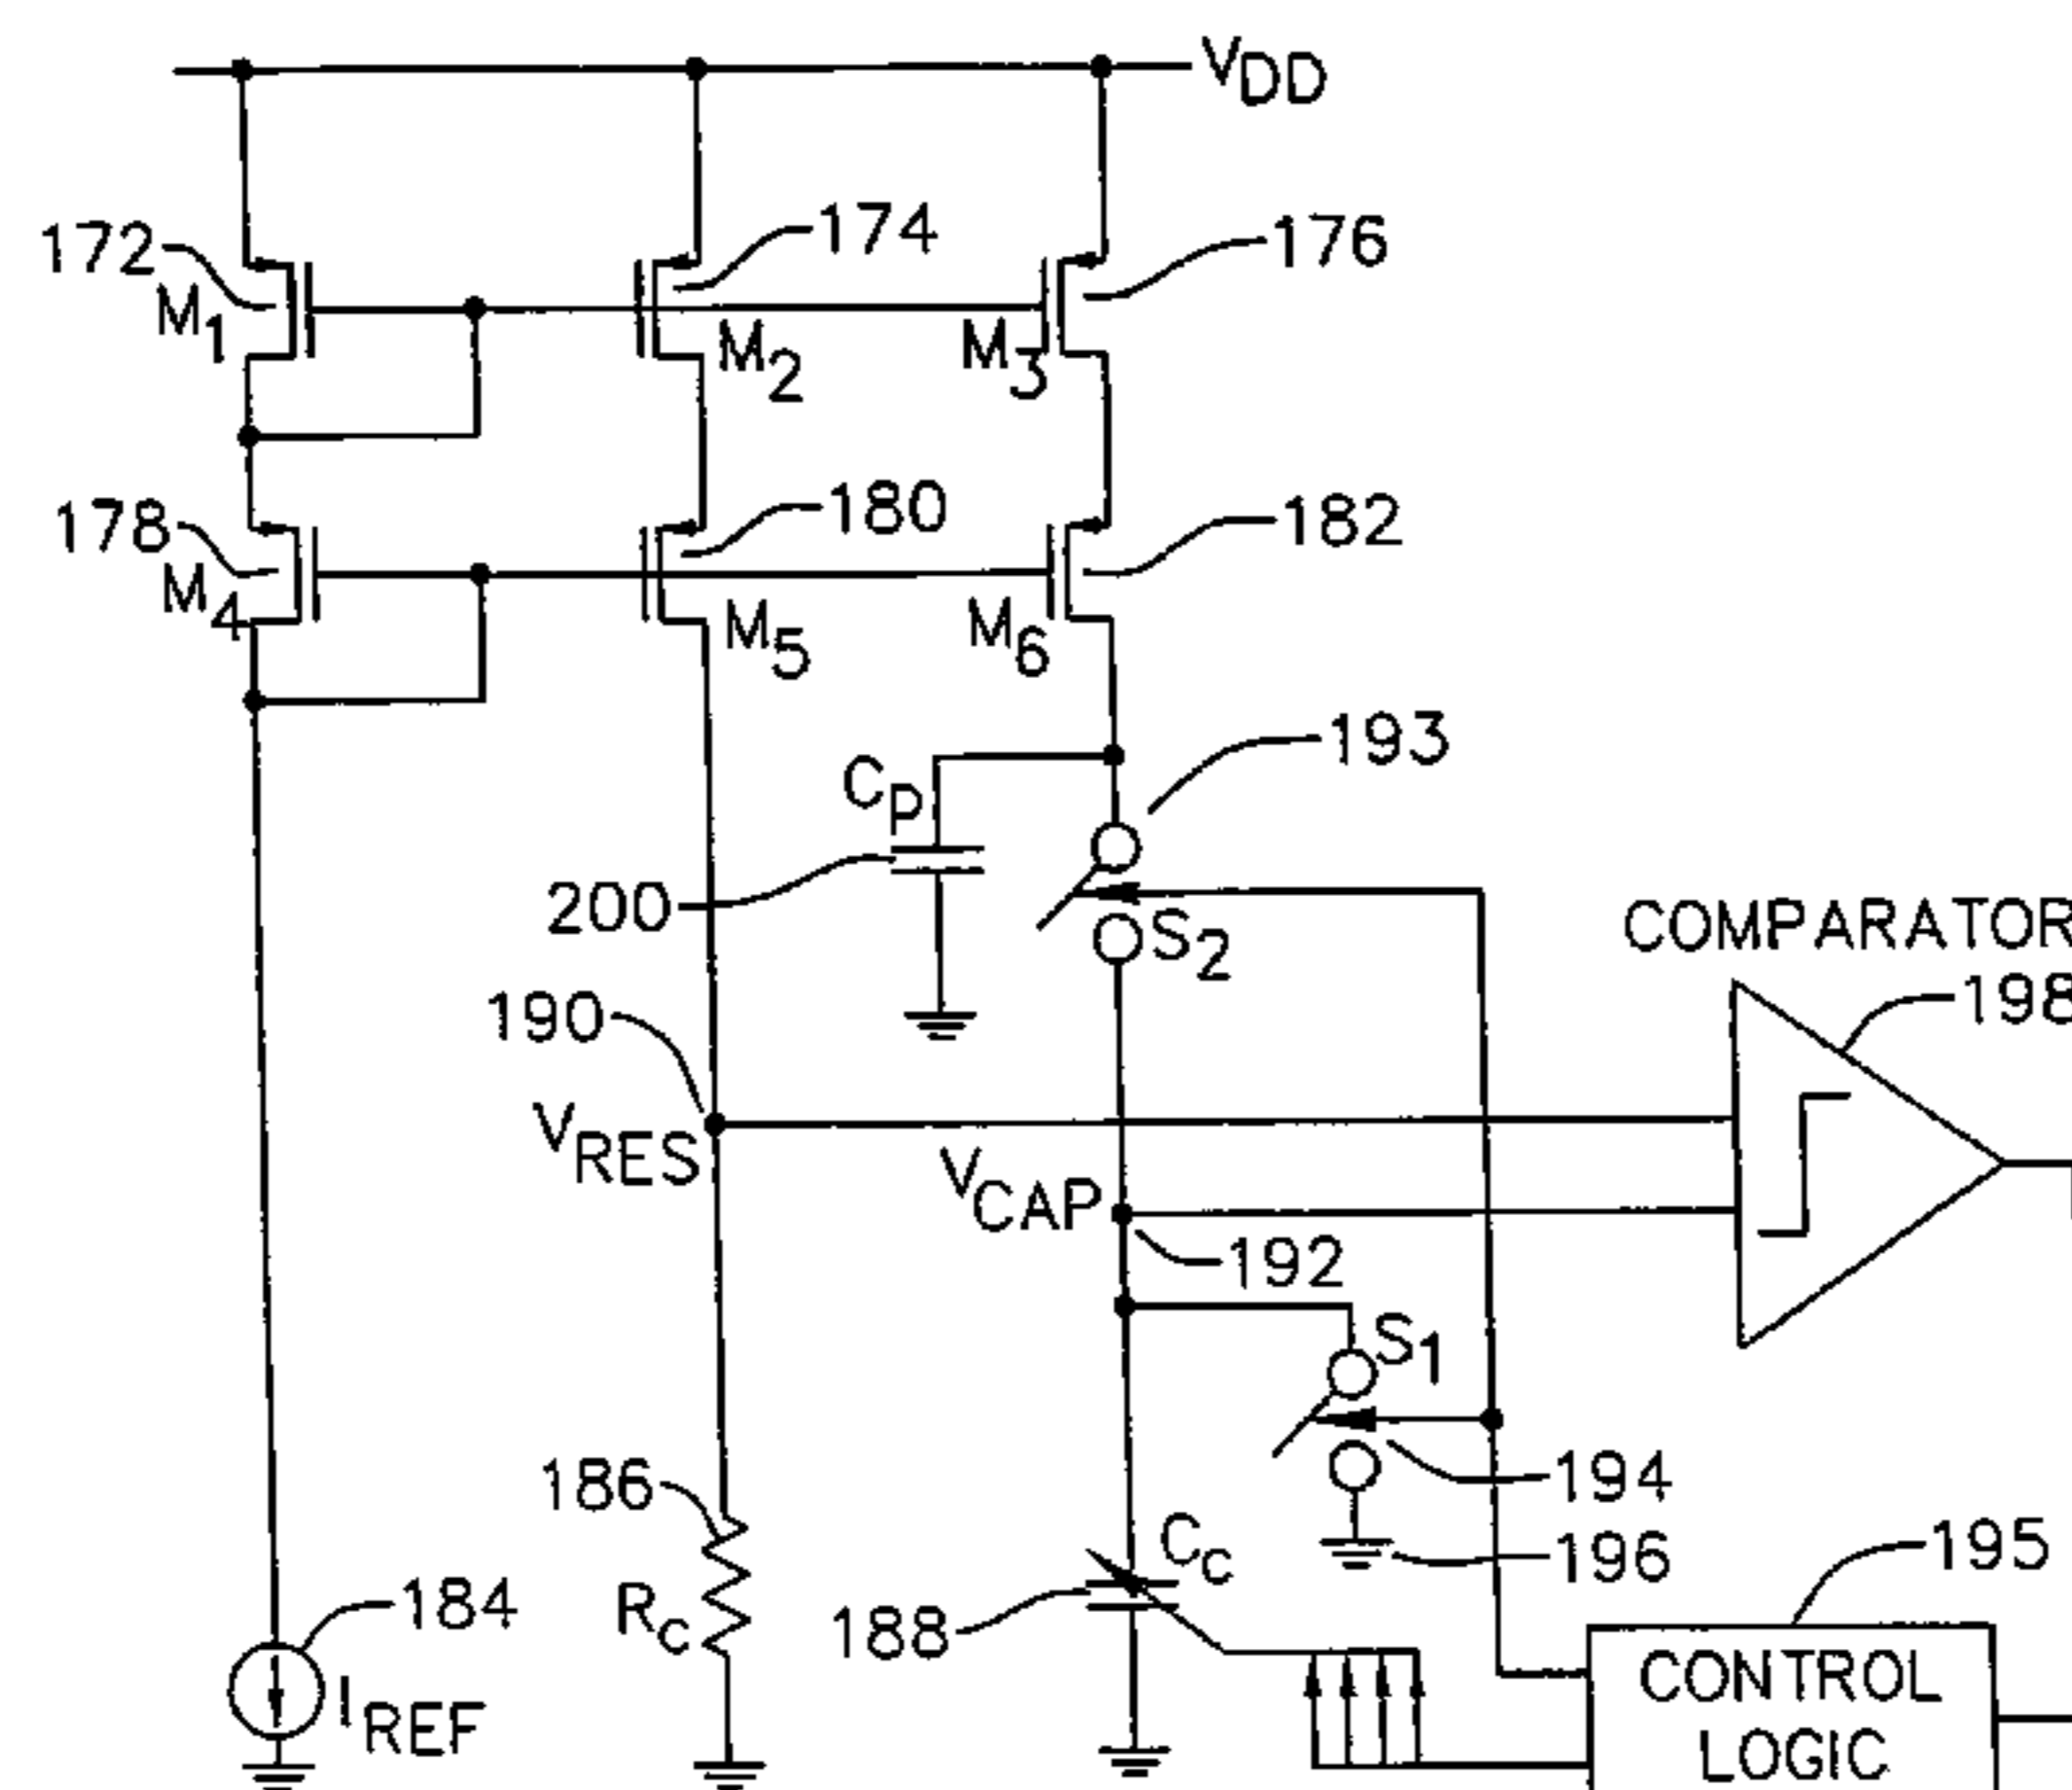 VDD
172
174
176
M1
M2
M3
178
180
182
M4
M5
M6
193
CP
200
S2
COMPARATOR
198
190
VRES
VCAP
192
S1
194
186
CC
196
195
184
RC
188
CONTROL
IREF
LOGIC